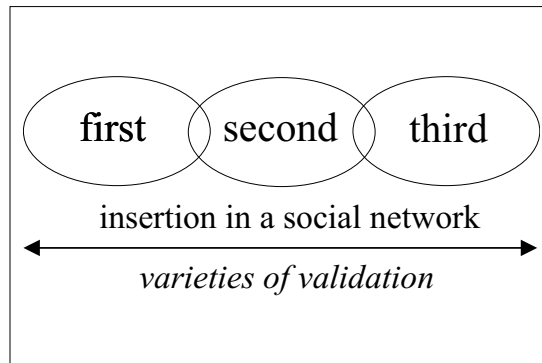 first second third
insertion in a social network
varieties of validation